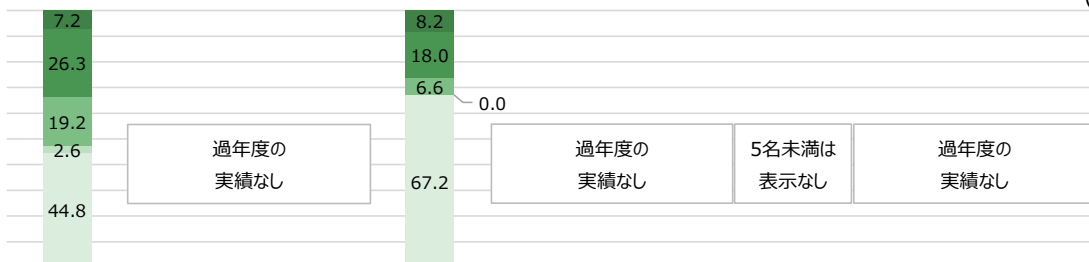 7.2
26.3
19.2
2.6
44.8
過年度の
実績なし
8.2
18.0
6.6
0.0
67.2
過年度の
実績なし
5名未満は
表示なし
過年度の
実績なし